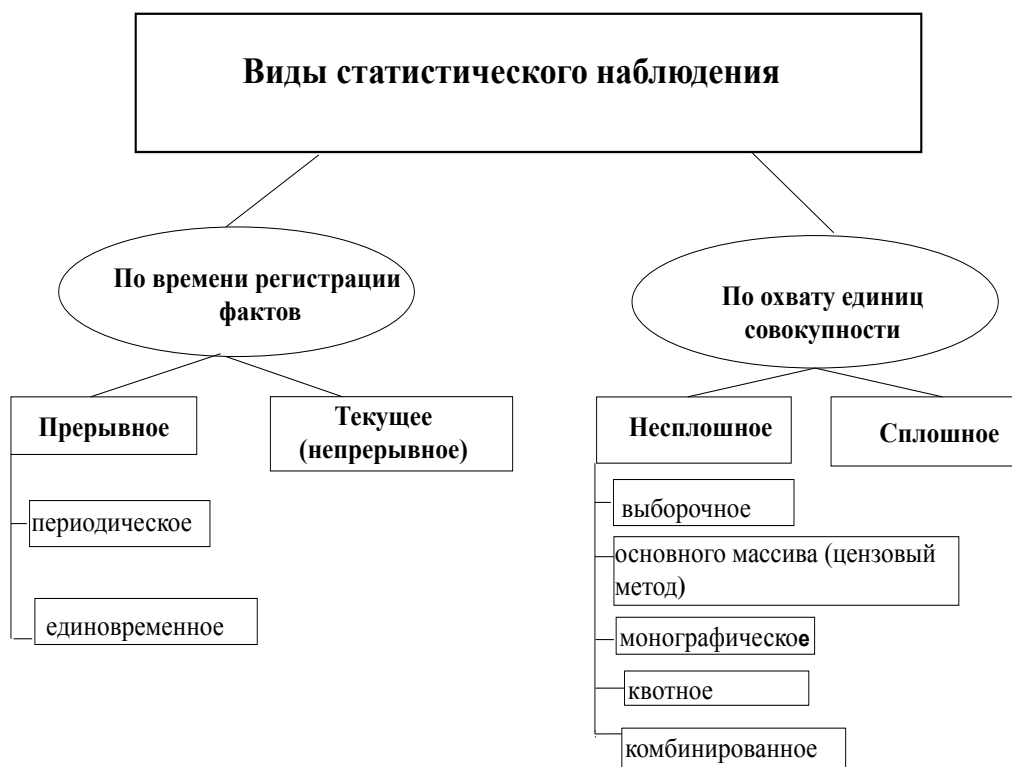 Виды статистического наблюдения
По времени регистрации
фактов
По охвату единиц
совокупности
Прерывное
Текущее
(непрерывное)
Несплошное
Сплошное
периодическое
единовременное
выборочное
основного массива (цензовый
метод)
монографическое
квотное
комбинированное